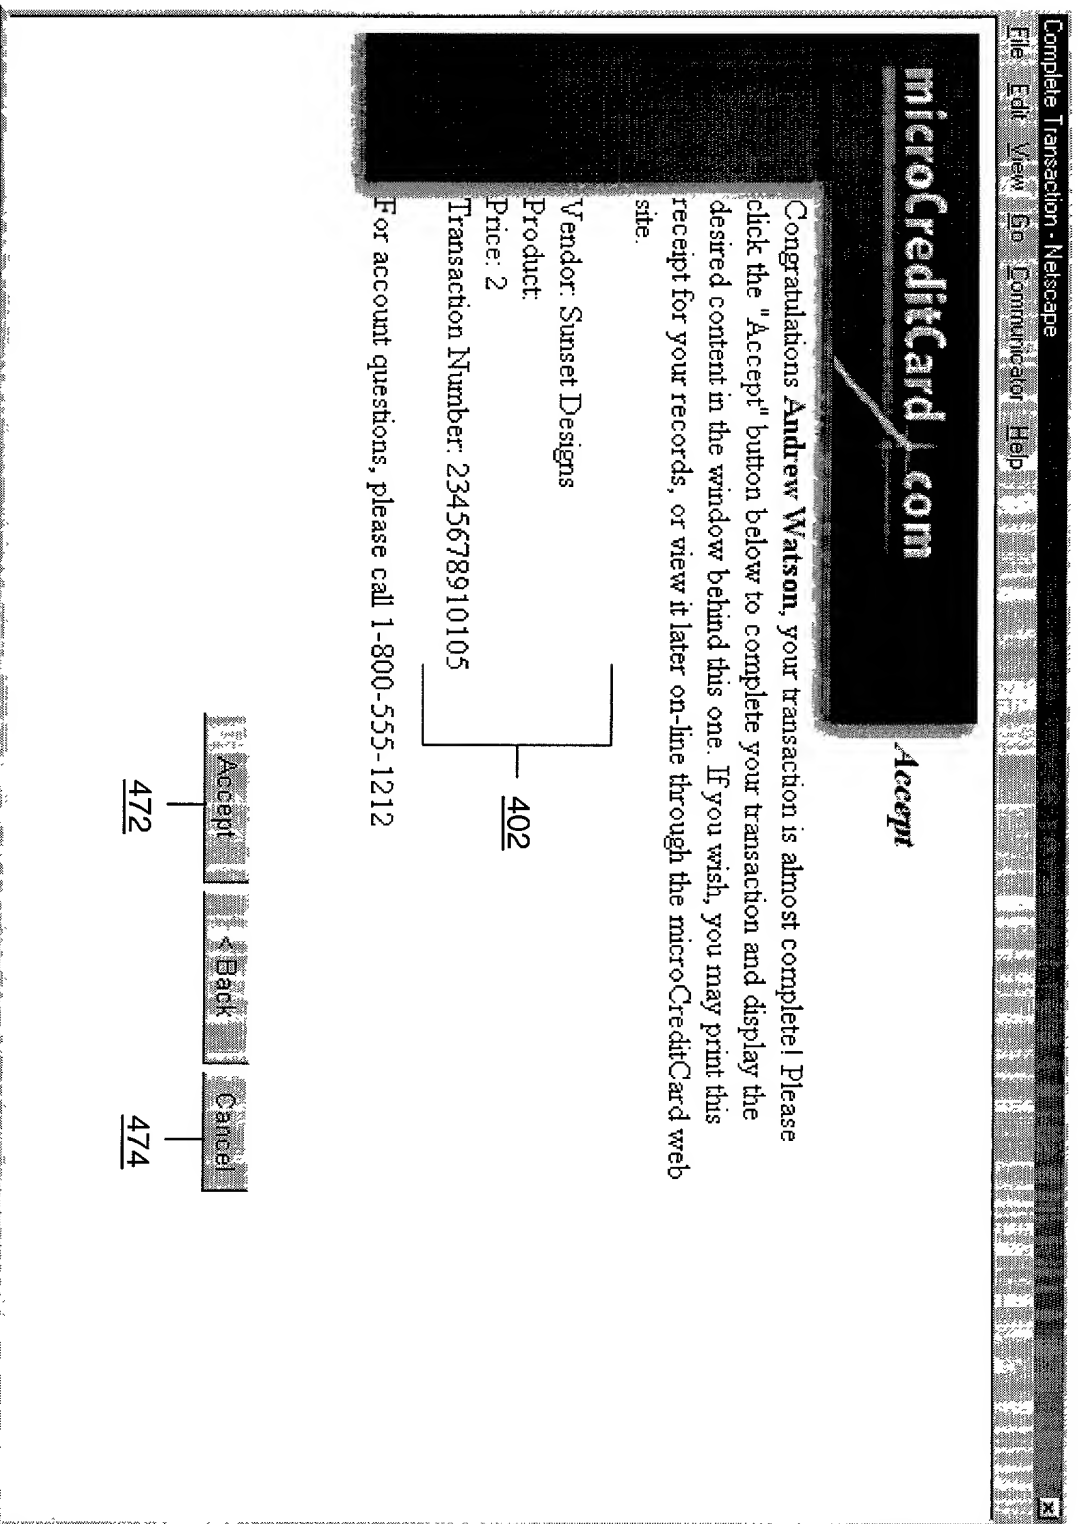 Complete Transaction - Netscape
File Edit View Go Communicator Help
microCreditCard.com
Accept
Congratulations Andrew Watson, your transaction is almost complete! Please
click the "Accept" button below to complete your transaction and display the
desired content in the window behind this one. If you wish, you may print this
receipt for your records, or view it later on-line through the microCreditCard web
site.
Vendor: Sunset Designs
Product:
Price: 2
Transaction Number: 2345678910105
402
For account questions, please call 1-800-555-1212
Accept < Back Cancel
472 474